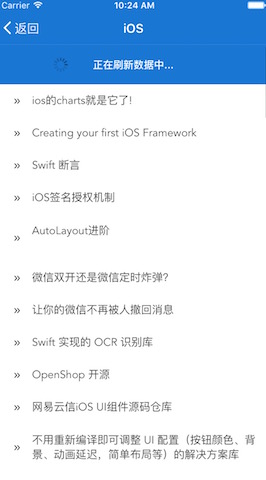 Carrier 10:24 AM
返回 iOS
正在刷新数据中...
» ios的charts就是它了!
» Creating your first iOS Framework
» Swift 断言
» iOS签名授权机制
» AutoLayout进阶
» 微信双开还是微信定时炸弹?
» 让你的微信不再被人撤回消息
» Swift 实现的 OCR 识别库
» OpenShop 开源
» 网易云信iOS UI组件源码仓库
» 不用重新编译即可调整 UI 配置（按钮颜色、背
景、动画延迟，简单布局等）的解决方案库